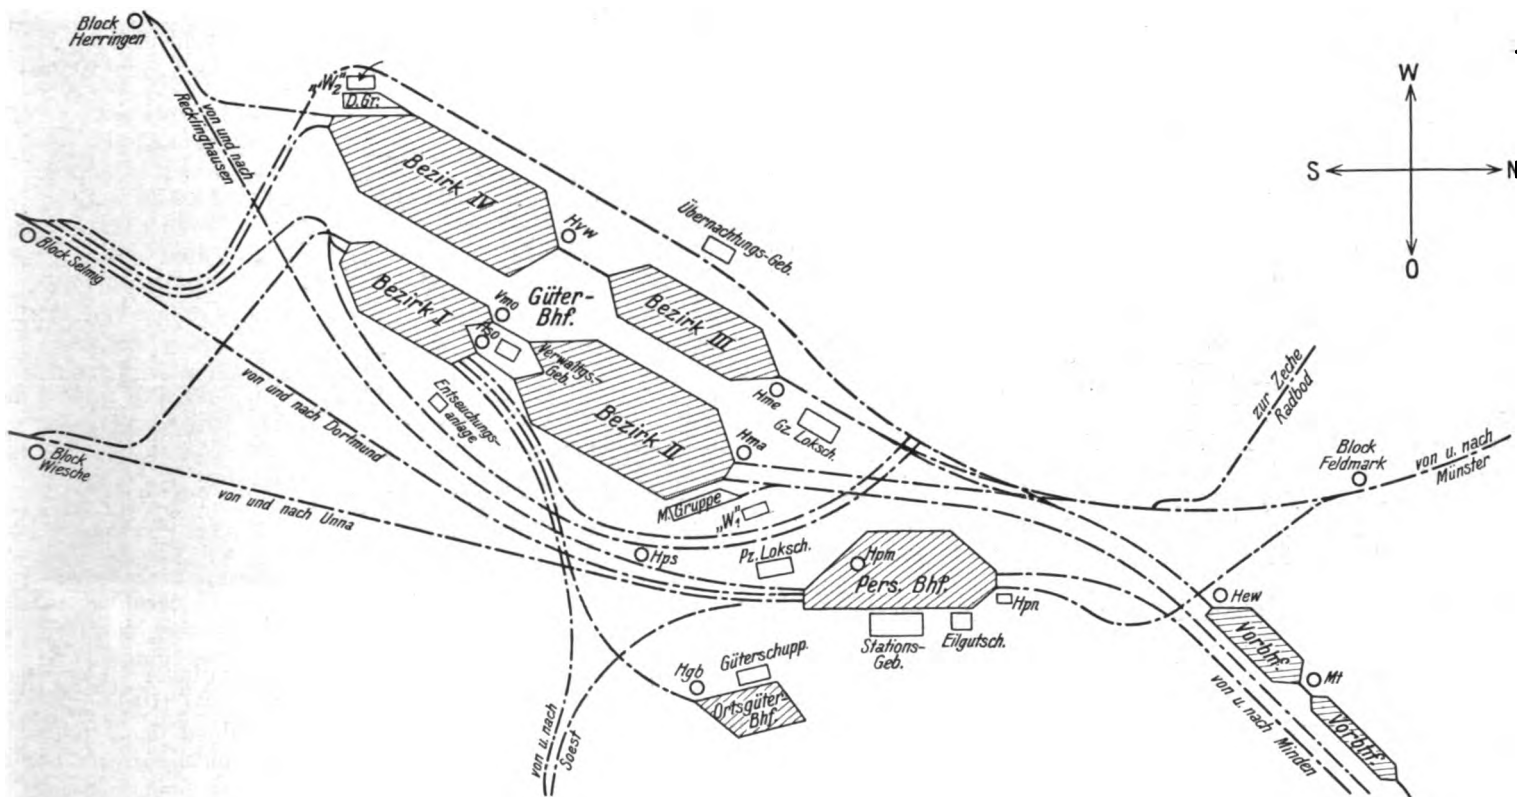 Block
Herringen
„W₂"
D. Gr.
von und nach
Recklinghausen
W
S
N
O
Bezirk IV
Hvw
Übernachtungs-Geb.
Block Selmig
Bezirk I
Vmo
Hso
Güter-
Bhf.
Bezirk III
Verwaltgs.-
Geb.
Hme
Gz. Loksch.
zur Zeche
Radbod
von und nach Dortmund
Entseuchungs-
anlage
Bezirk II
Hma
Block
Feldmark
von u. nach
Münster
Block
Wiesche
von und nach Unna
M. Gruppe
„W₁"
Hps
Pz. Loksch.
Hpm
Pers. Bhf.
Hpn
Hew
Stations-
Geb.
Eilgutsch.
Vorbhf.
Mt
Vorbhf.
Hgb
Güterschupp.
Ortsgüter-
Bhf.
von u. nach
Soest
von u. nach Minden